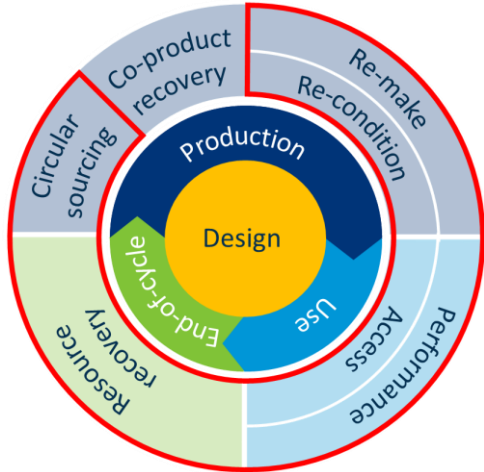 Co-product
recovery
Re-make
Re-condition
Circular
sourcing
Production
Design
End-of-cycle
Use
Resource
recovery
Access
Performance